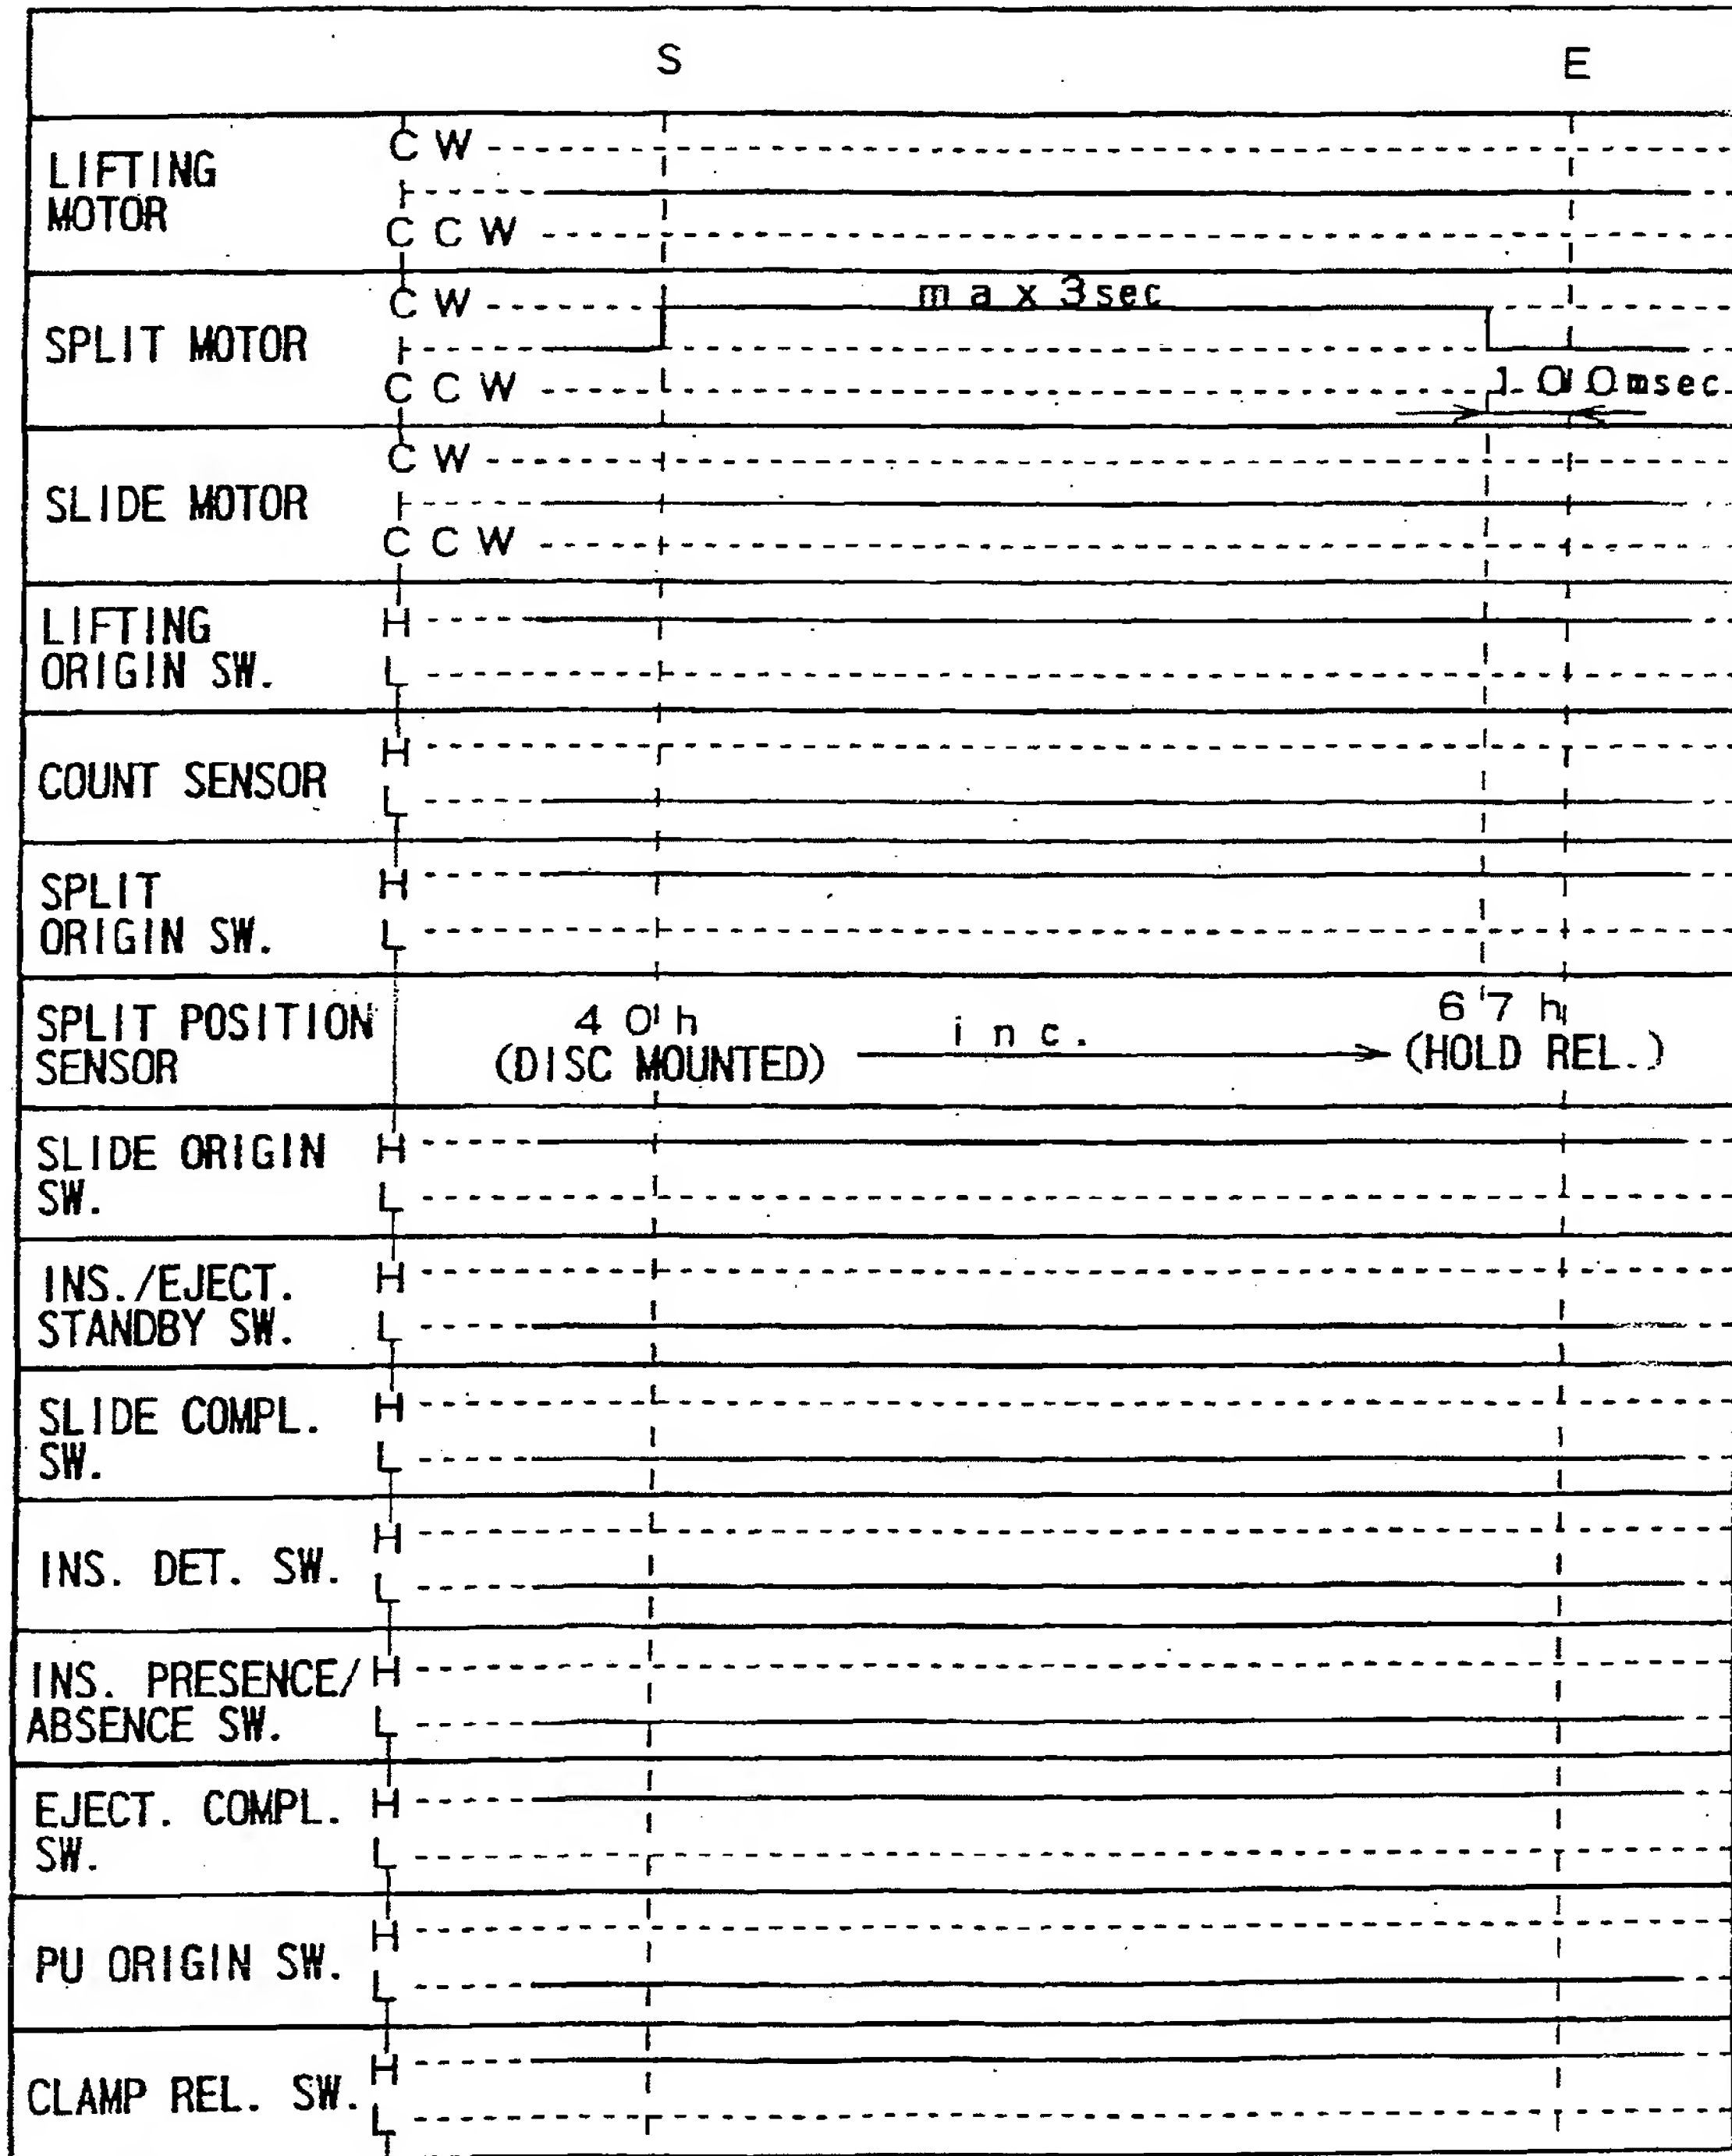 S E
LIFTING
MOTOR
CW
CCW
SPLIT MOTOR
CW
max 3sec
CCW
100msec
SLIDE MOTOR
CW
CCW
LIFTING
ORIGIN SW.
H
L
COUNT SENSOR
H
L
SPLIT
ORIGIN SW.
H
L
SPLIT POSITION
SENSOR
40h
(DISC MOUNTED)
inc.
67h
(HOLD REL.)
SLIDE ORIGIN
SW.
H
L
INS./EJECT.
STANDBY SW.
H
L
SLIDE COMPL.
SW.
H
L
INS. DET. SW.
H
L
INS. PRESENCE/
ABSENCE SW.
H
L
EJECT. COMPL.
SW.
H
L
PU ORIGIN SW.
H
L
CLAMP REL. SW.
H
L